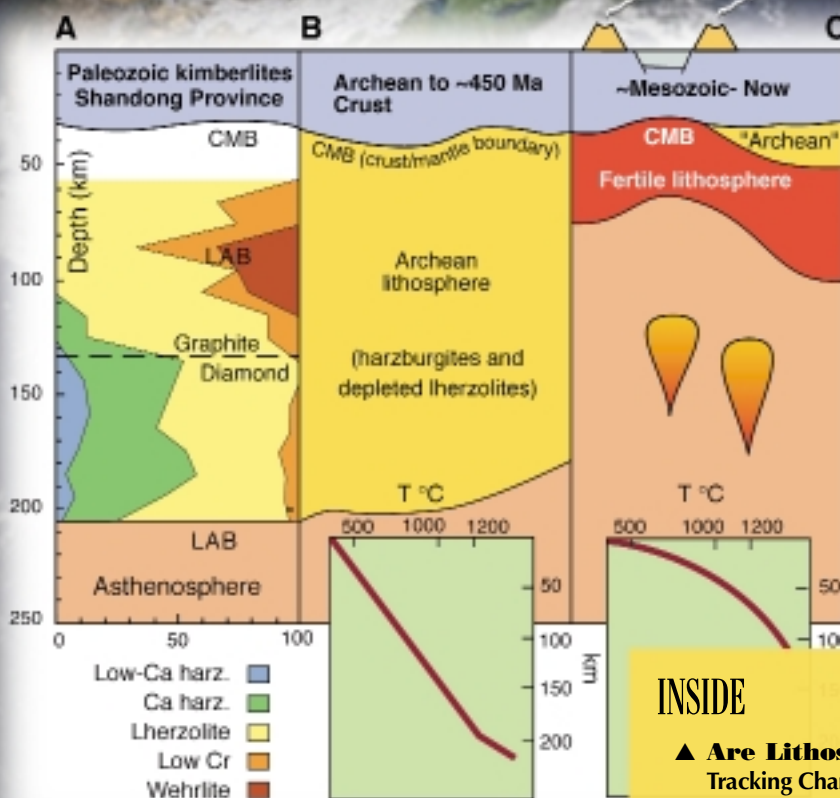 A
B
C
Paleozoic kimberlites
Shandong Province
CMB
50
Depth (km)
LAB
100
Graphite
Diamond
150
200
LAB
Asthenosphere
250
0
50
100
Low-Ca harz.
Ca harz.
Lherzolite
Low Cr
Wehrlite
Archean to ~450 Ma
Crust
CMB (crust/mantle boundary)
Archean
lithosphere
(harzburgites and
depleted lherzolites)
T °C
500 1000 1200
50
100
150
200
km
~Mesozoic- Now
CMB
"Archean"
Fertile lithosphere
T °C
500 1000 1200
50
INSIDE
▲ Are Lithos
Tracking Cha